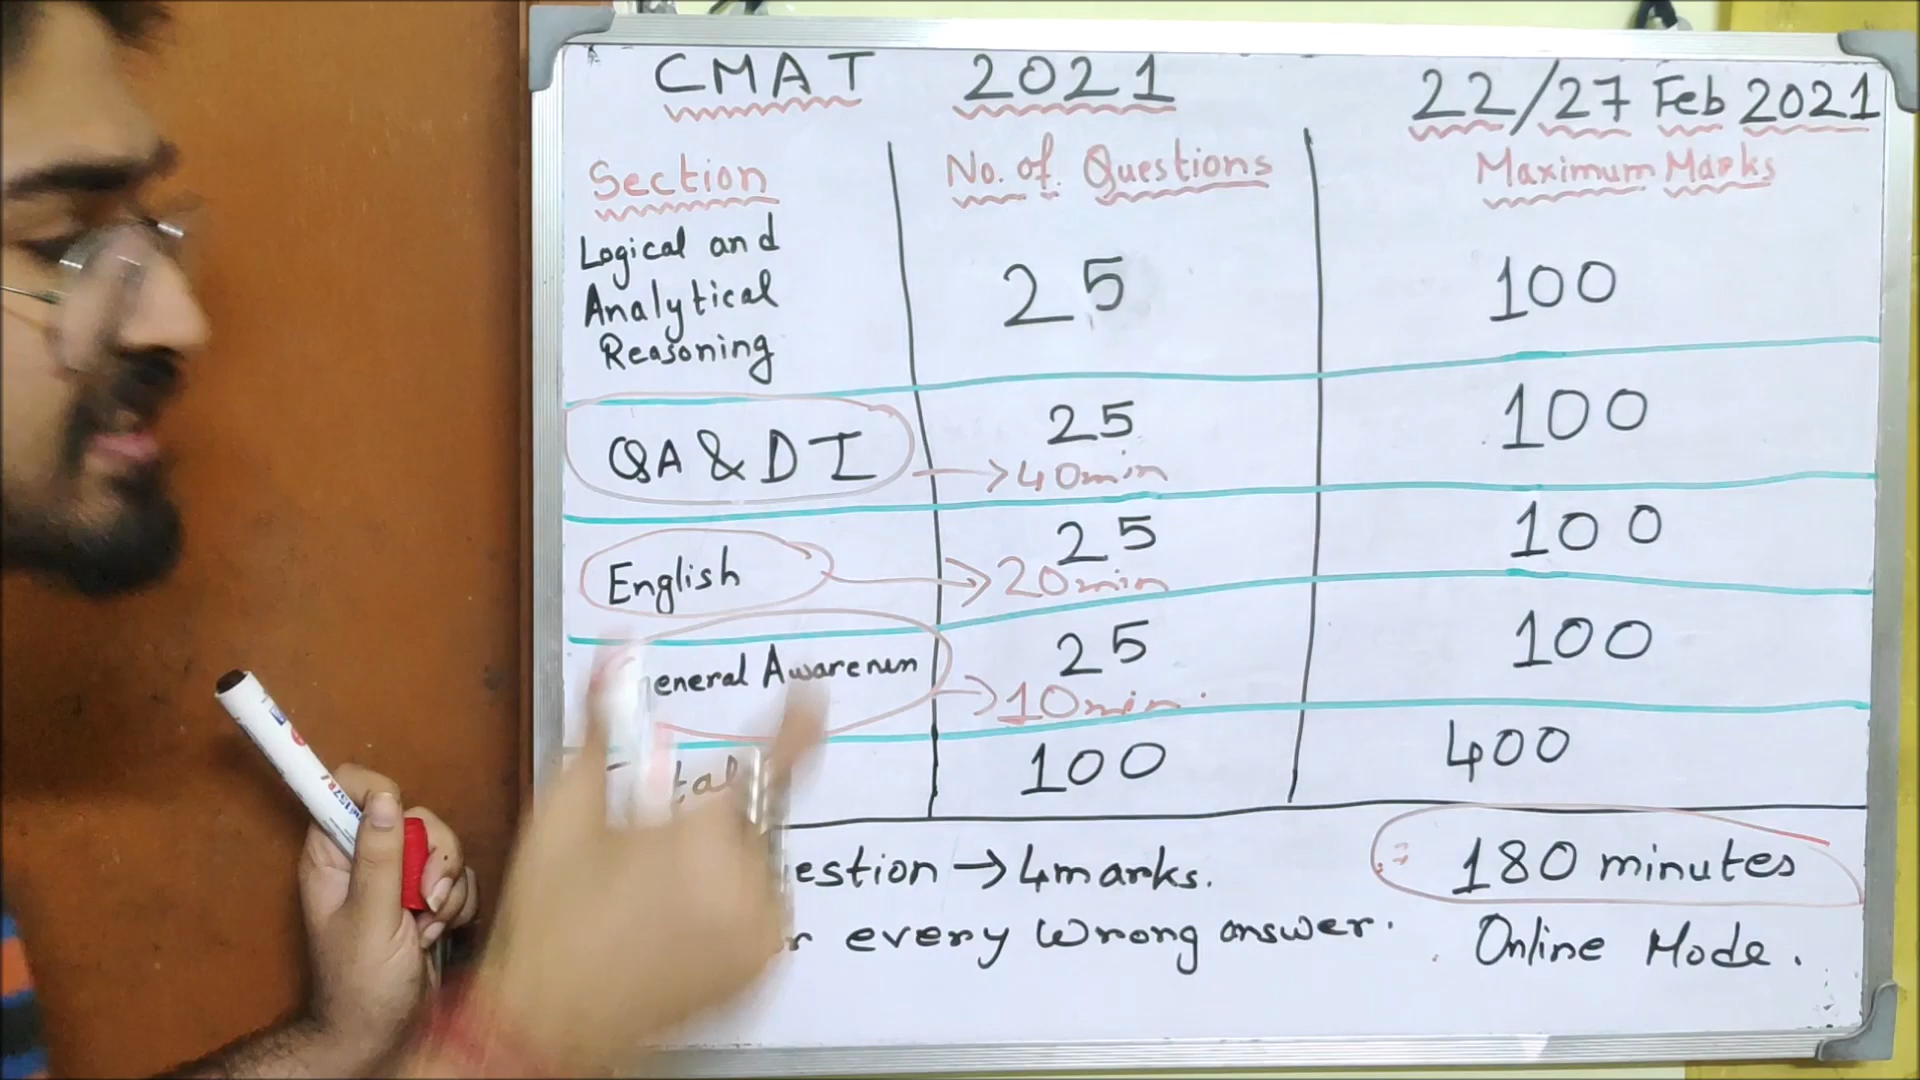 CMAT 2021 22/27 Feb 2021
Section No. of Questions Maximum Marks
Logical and
Analytical
Reasoning
25 100
QA & DI 25 100
→ 40min
English 25 100
→ 20min
eneral Awarenen 25 100
→ 10min.
tal 100 400
estion → 4marks. 180 minutes
r every wrong answer. Online Mode.